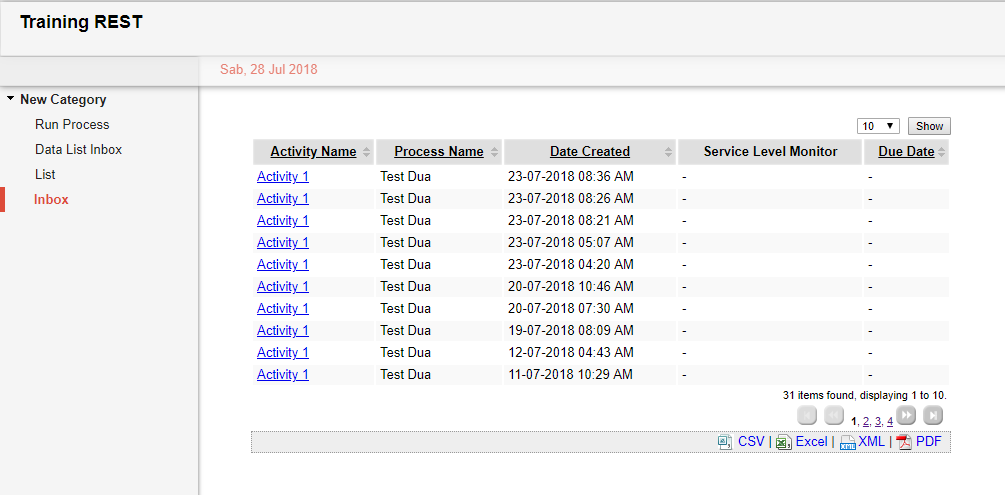 Training REST
Sab, 28 Jul 2018
New Category
Run Process
Data List Inbox
List
Inbox
10 Show
Activity Name Process Name Date Created Service Level Monitor Due Date
Activity 1 Test Dua 23-07-2018 08:36 AM - -
Activity 1 Test Dua 23-07-2018 08:26 AM - -
Activity 1 Test Dua 23-07-2018 08:21 AM - -
Activity 1 Test Dua 23-07-2018 05:07 AM - -
Activity 1 Test Dua 23-07-2018 04:20 AM - -
Activity 1 Test Dua 20-07-2018 10:46 AM - -
Activity 1 Test Dua 20-07-2018 07:30 AM - -
Activity 1 Test Dua 19-07-2018 08:09 AM - -
Activity 1 Test Dua 12-07-2018 04:43 AM - -
Activity 1 Test Dua 11-07-2018 10:29 AM - -
31 items found, displaying 1 to 10.
1, 2, 3, 4
CSV | Excel | XML | PDF